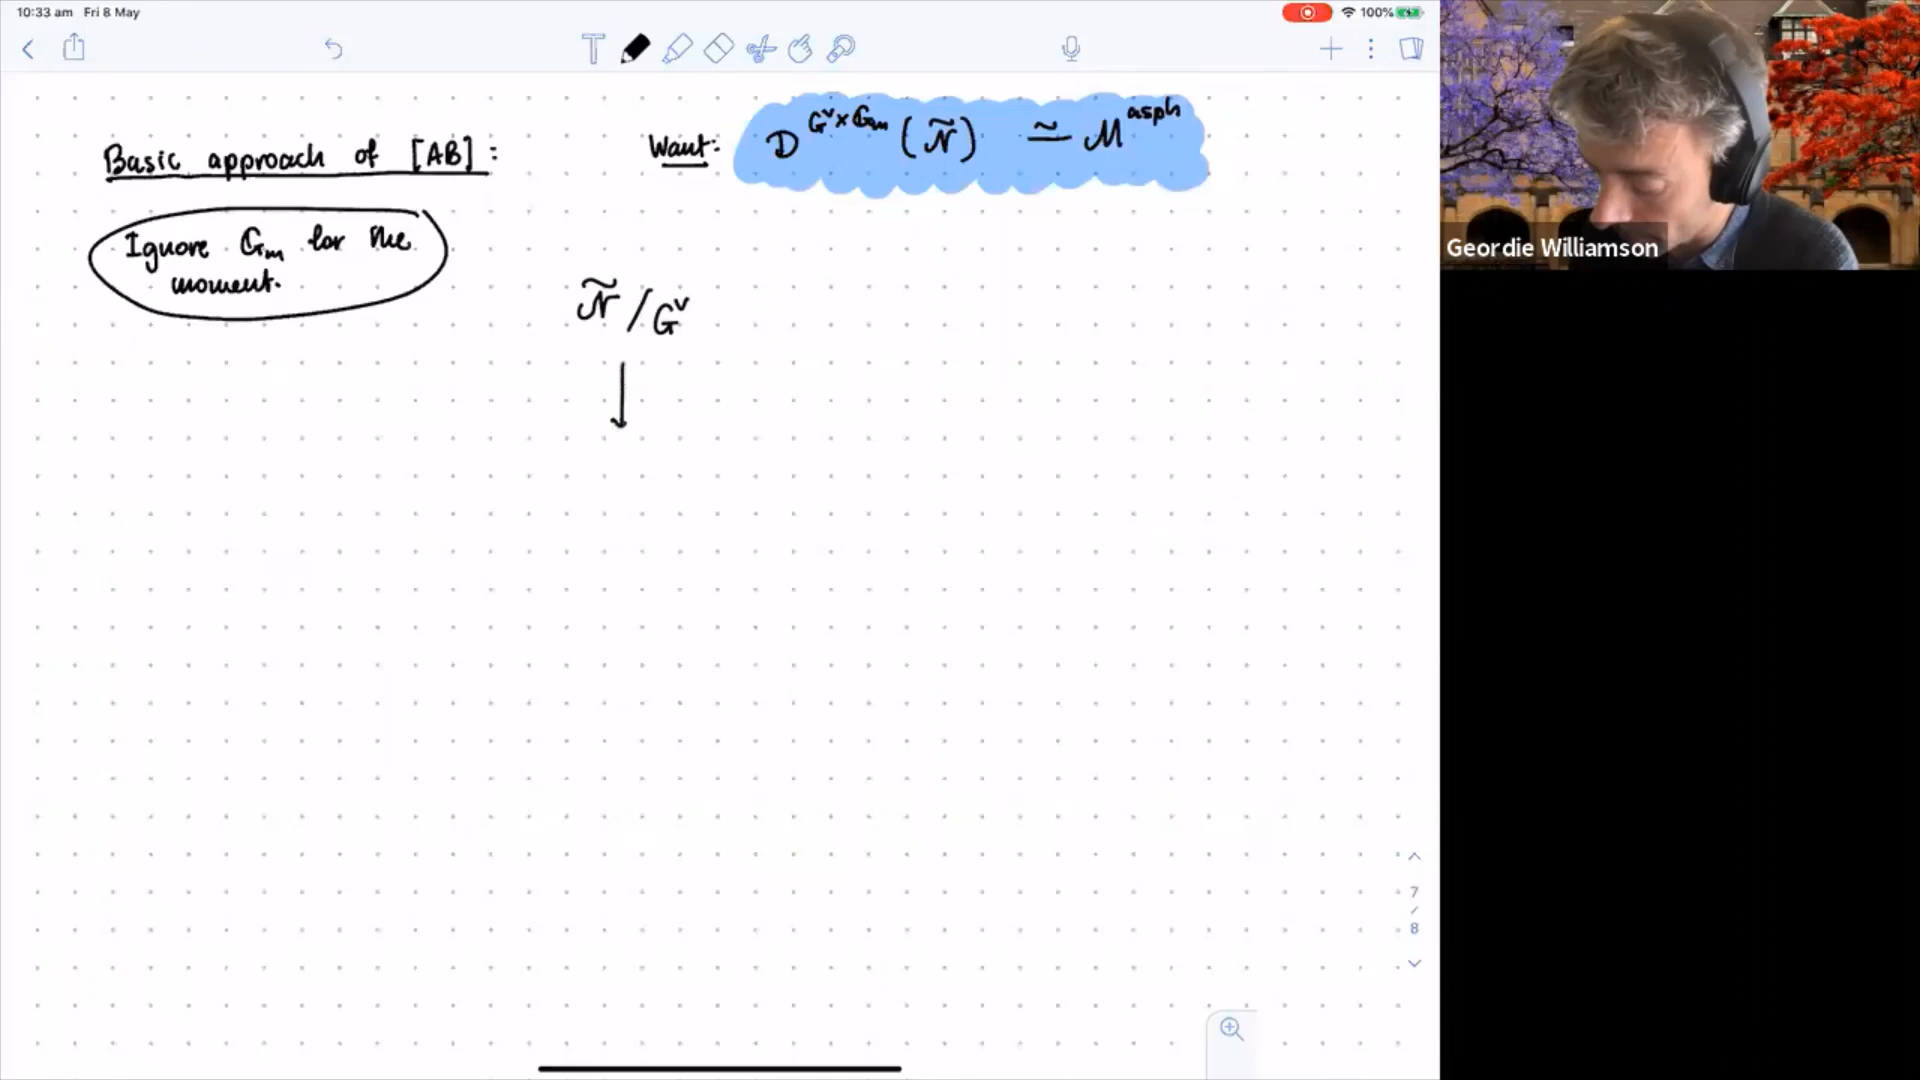 10:33 am Fri 8 May
100%
Basic approach of [AB]:
Want: D^{G^∨×𝔾_m}(Ñ) ≃ M^{asph}
Ignore 𝔾_m for the
moment.
Ñ/G^∨
Geordie Williamson
7
/
8